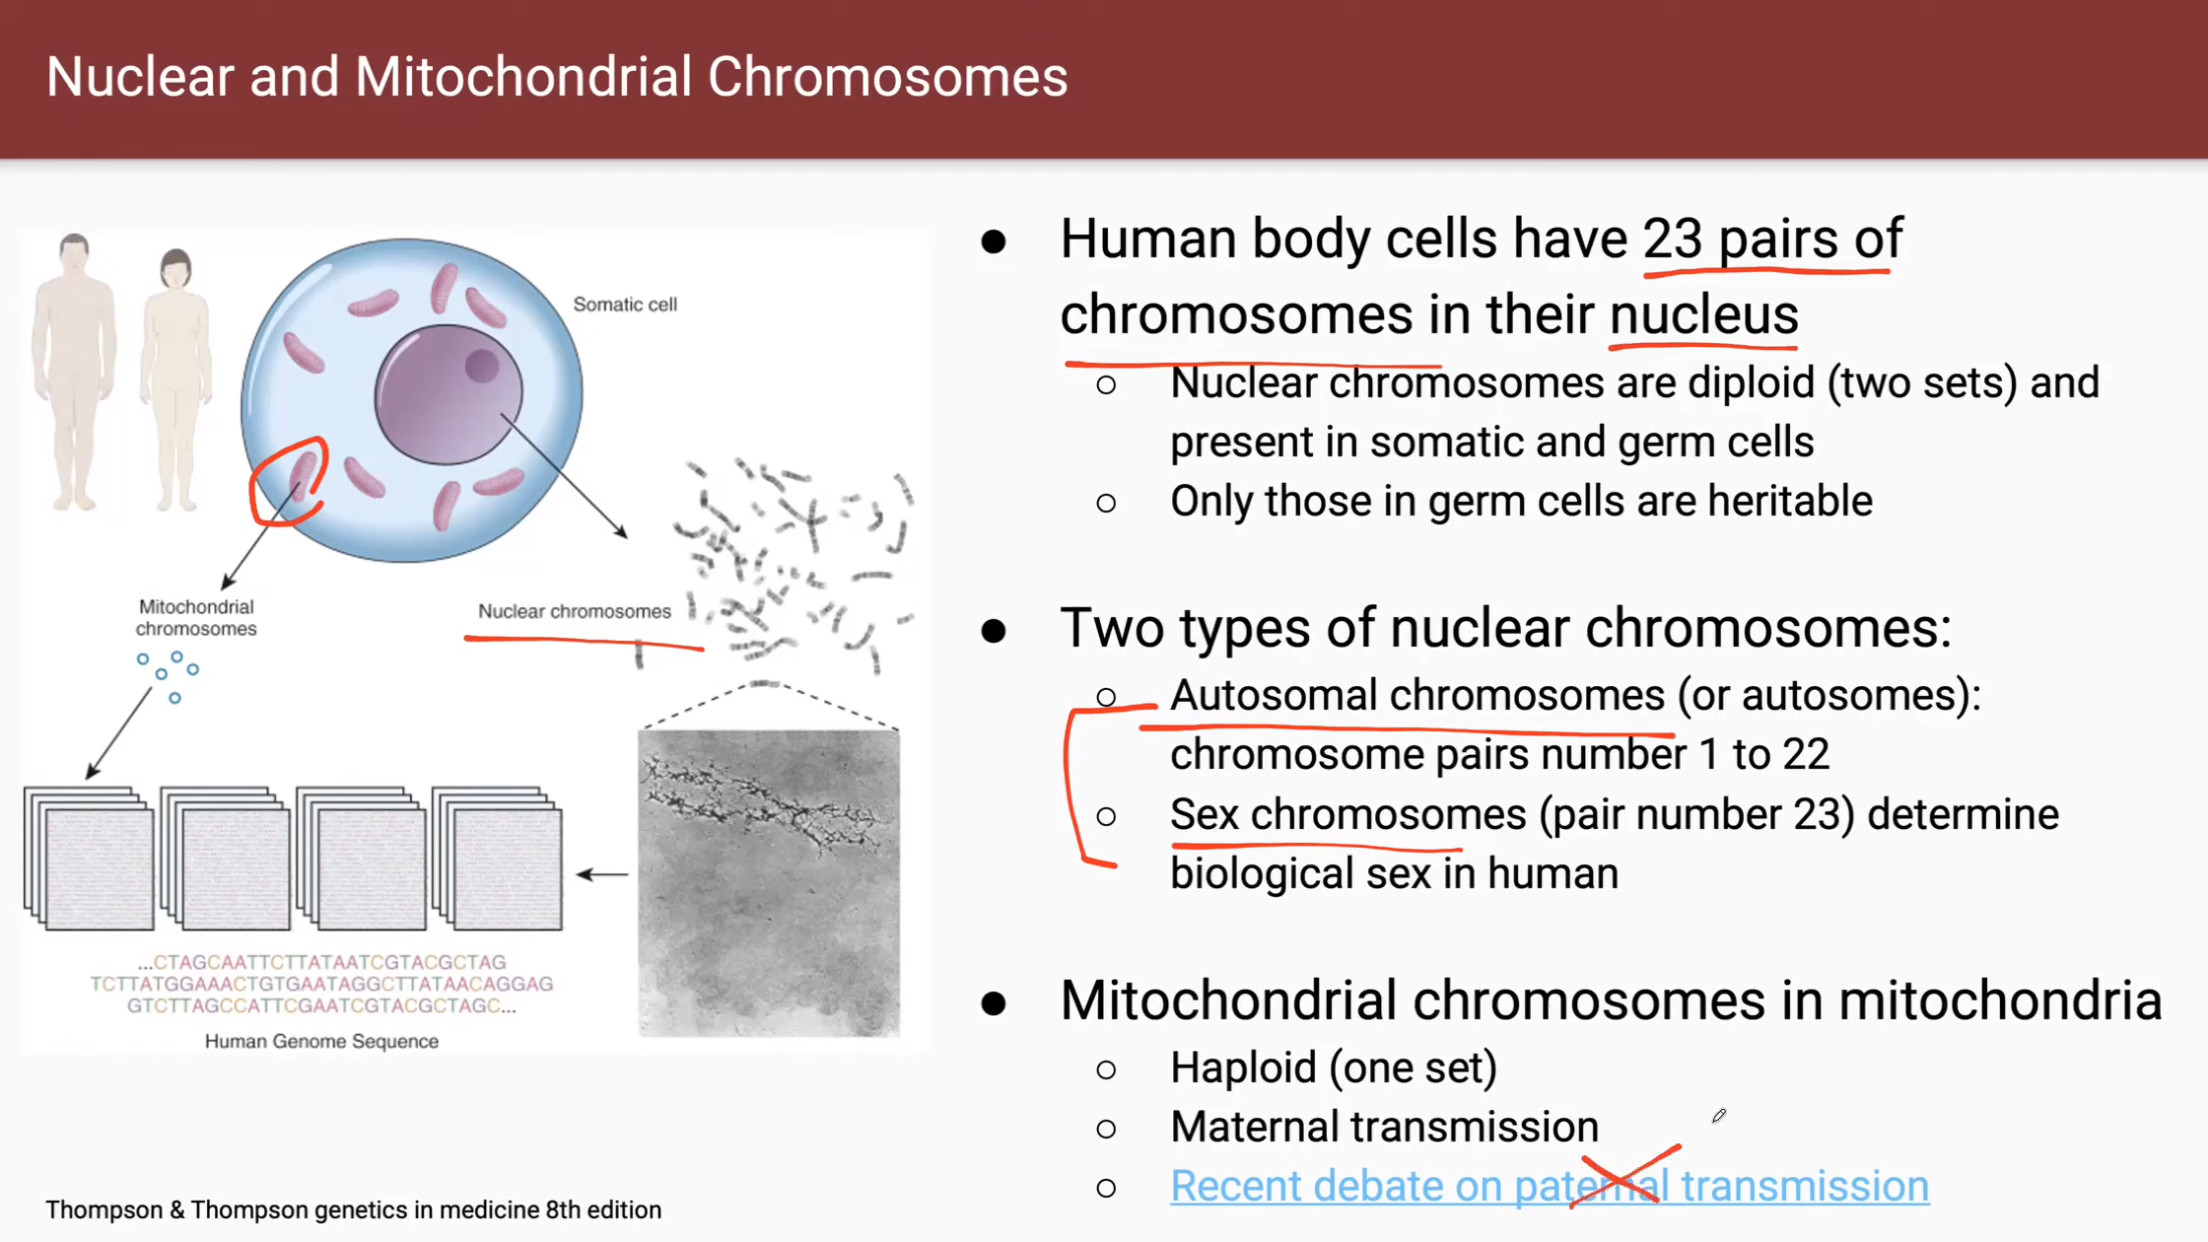 Nuclear and Mitochondrial Chromosomes
Somatic cell
Mitochondrial
chromosomes
Nuclear chromosomes
...CTAGCAATTCTTATAATCGTACGCTAG
TCTTATGGAAACTGTGAATAGGCTTATAACAGGAG
GTCTTAGCCATTCGAATCGTACGCTAGC...
Human Genome Sequence
● Human body cells have 23 pairs of
chromosomes in their nucleus
○ Nuclear chromosomes are diploid (two sets) and
present in somatic and germ cells
○ Only those in germ cells are heritable
● Two types of nuclear chromosomes:
○ Autosomal chromosomes (or autosomes):
chromosome pairs number 1 to 22
○ Sex chromosomes (pair number 23) determine
biological sex in human
● Mitochondrial chromosomes in mitochondria
○ Haploid (one set)
○ Maternal transmission
○ Recent debate on paternal transmission
Thompson & Thompson genetics in medicine 8th edition